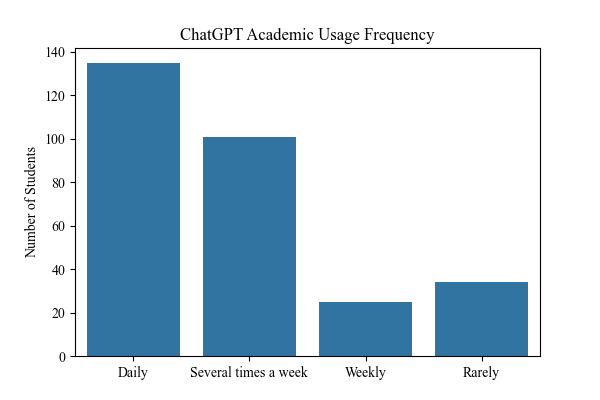 ChatGPT Academic Usage Frequency
Number of Students
140
120
100
80
60
40
20
0
Daily
Several times a week
Weekly
Rarely